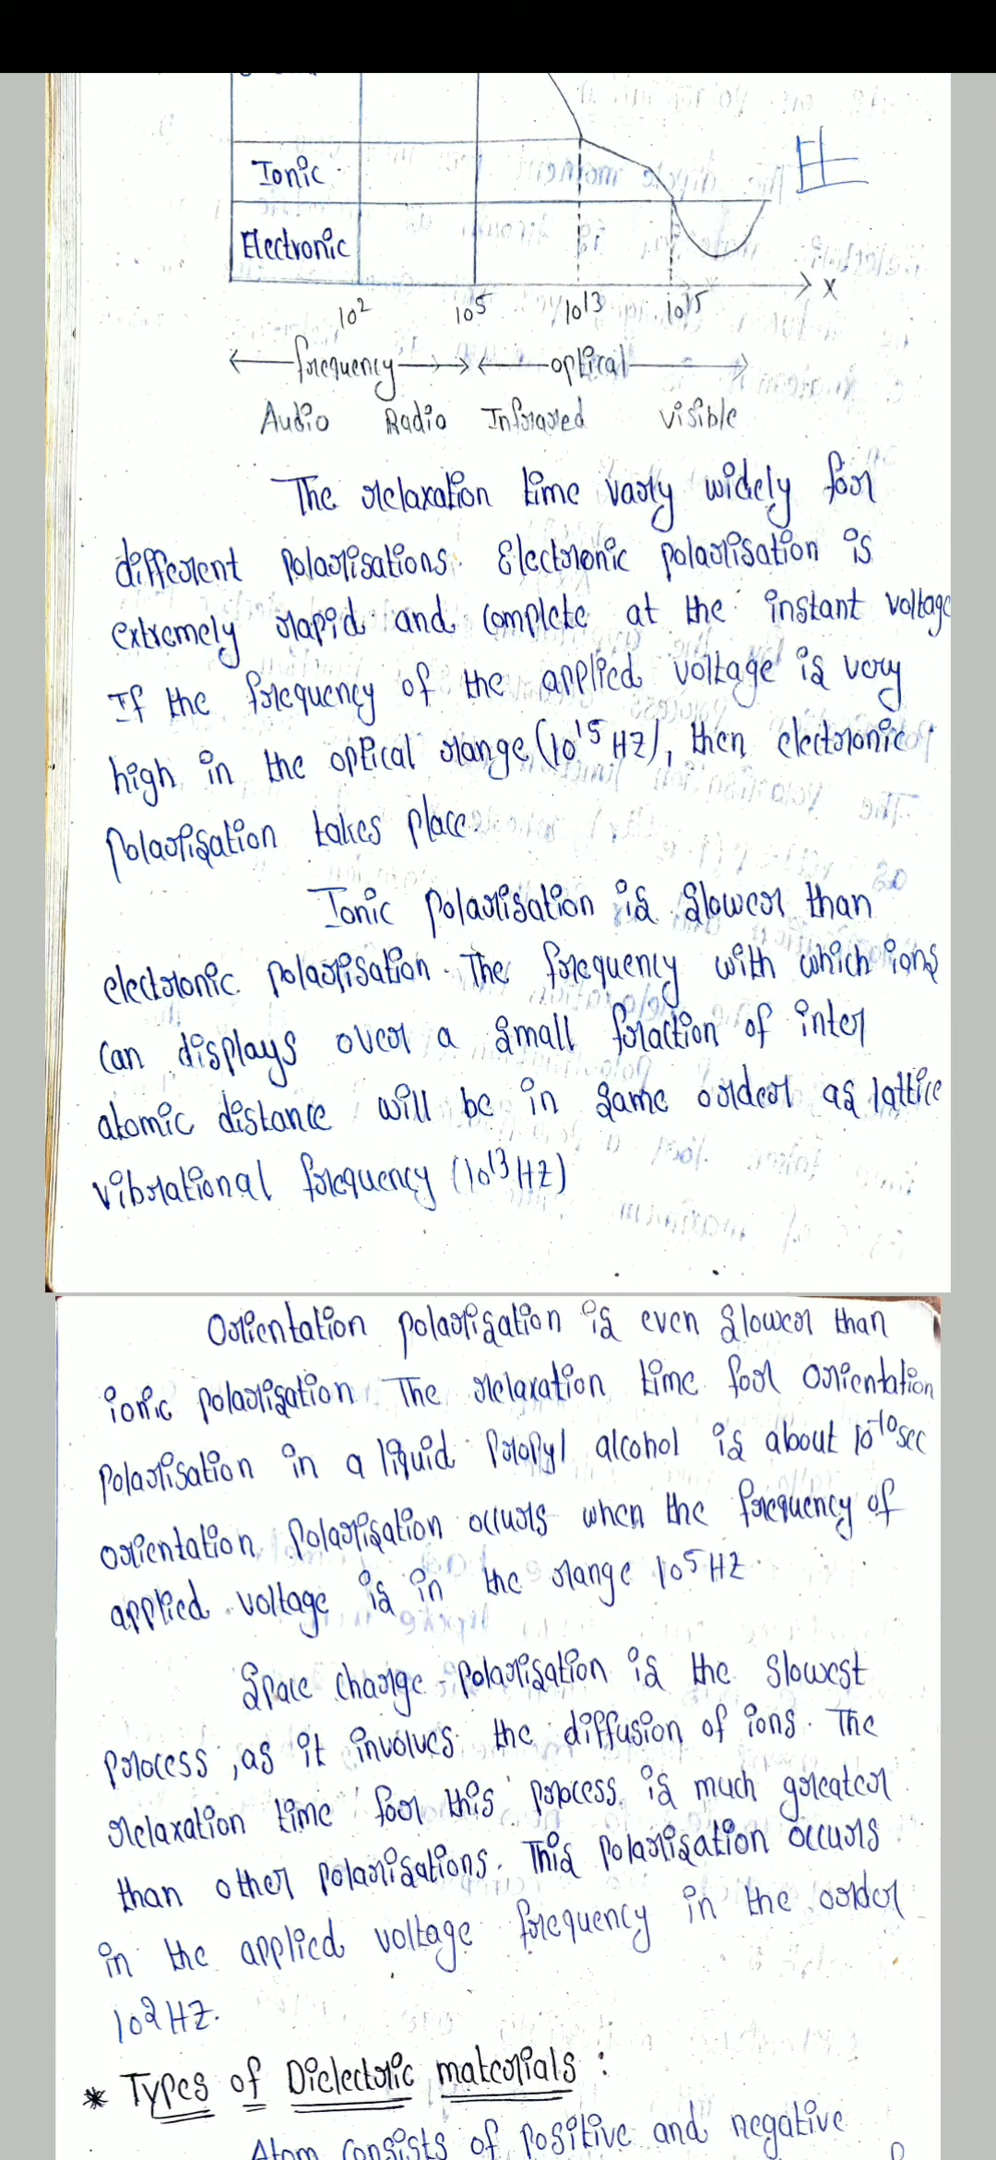 Ionic
Electronic
10² 10⁵ 10¹³ 10¹⁵ X
frequency optical
Audio Radio Infrared visible
The relaxation time vary widely for
different polarisations. Electronic polarisation is
extremely rapid and complete at the instant voltage
If the frequency of the applied voltage is very
high in the optical range (10¹⁵ HZ), then electronic
polarisation takes place.
Ionic polarisation is slower than
electronic polarisation. The frequency with which ions
can displays over a small fraction of inter
atomic distance will be in same order as lattice
vibrational frequency (10¹³ HZ)
Orientation polarisation is even slower than
ionic polarisation. The relaxation time for orientation
polarisation in a liquid propyl alcohol is about 10⁻¹⁰ sec
orientation polarisation occurs when the frequency of
applied voltage is in the range 10⁵ HZ.
Space charge polarisation is the slowest
process, as it involves the diffusion of ions. The
relaxation time for this process is much greater
than other polarisations. This polarisation occurs
in the applied voltage frequency in the order
10² HZ.
* Types of Dielectric materials :
Atom consists of positive and negative